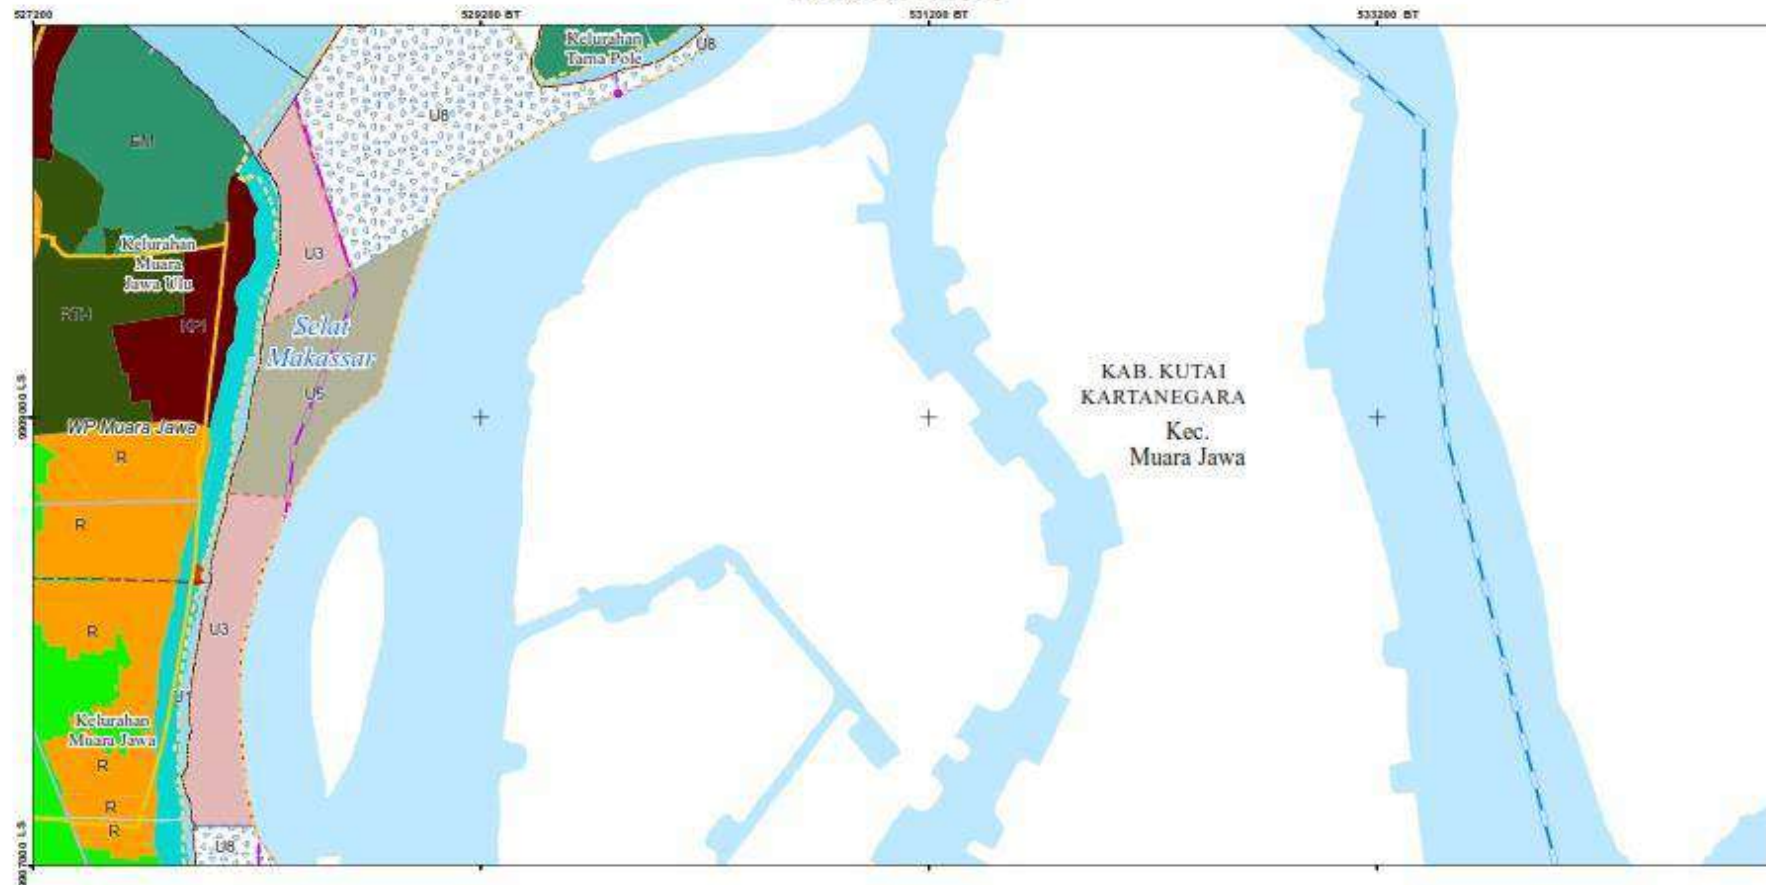 527200
529200 BT
531200 BT
533200 BT
Kelurahan
Tama Pole
U8
U8
EM
Kelurahan
Muara
Jawa Ulu
U3
RTH
KPI
Selat
Makassar
U5
KAB. KUTAI
KARTANEGARA
Kec.
Muara Jawa
WP Muara Jawa
R
R
R
U3
U1
Kelurahan
Muara Jawa
R
R
R
U8